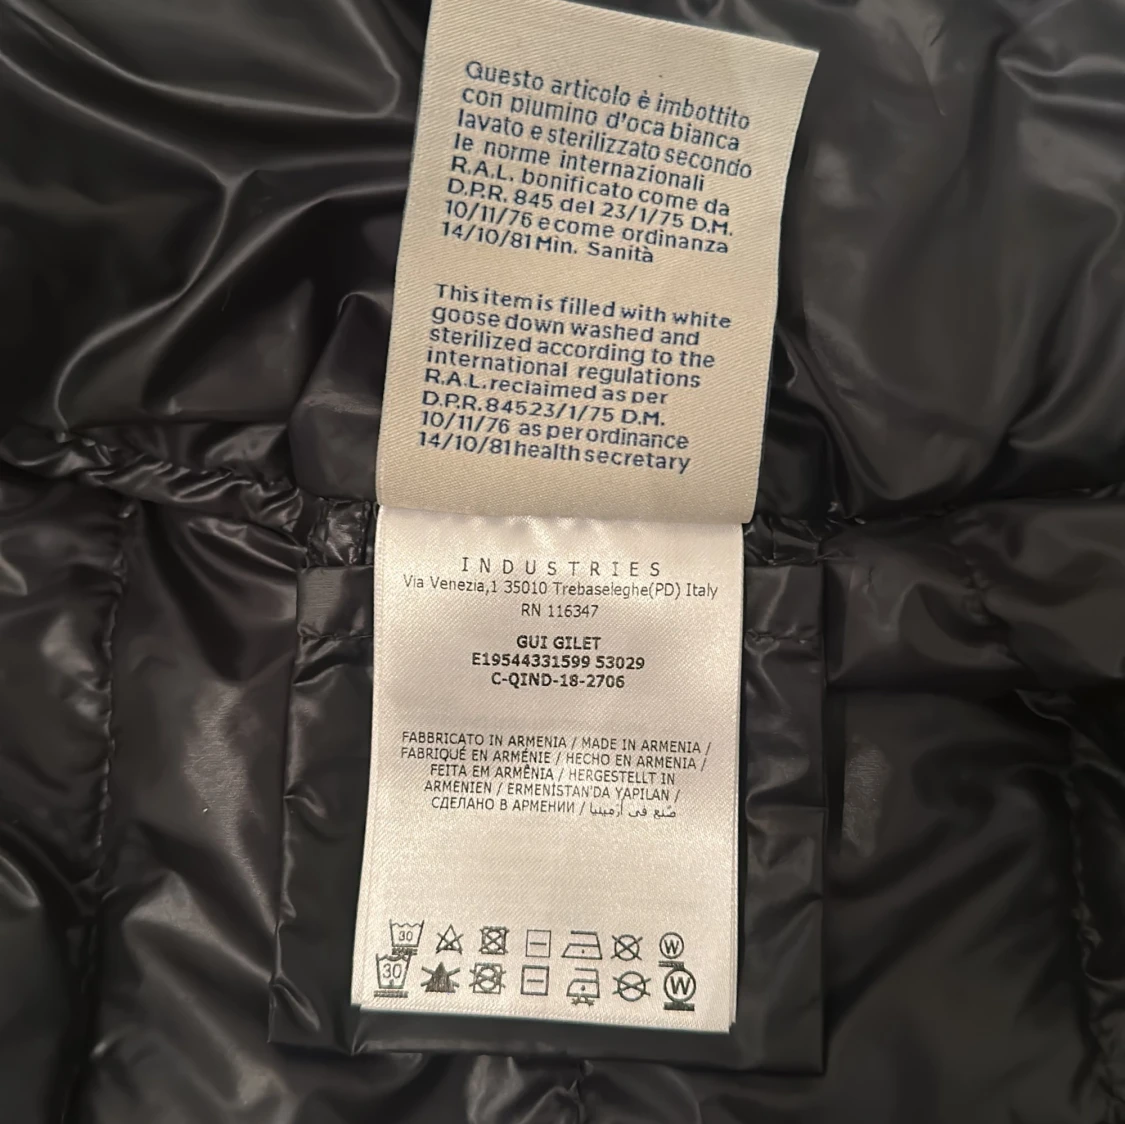 Questo articolo è imbottito
con piumino d'oca bianca
lavato e sterilizzato secondo
le norme internazionali
R.A.L. bonificato come da
D.P.R. 845 del 23/1/75 D.M.
10/11/76 e come ordinanza
14/10/81 Min. Sanità
This item is filled with white
goose down washed and
sterilized according to the
international regulations
R.A.L. reclaimed as per
D.P.R. 84523/1/75 D.M.
10/11/76 as per ordinance
14/10/81 health secretary
INDUSTRIES
Via Venezia,1 35010 Trebaseleghe(PD) Italy
RN 116347
GUI GILET
E19544331599 53029
C-QIND-18-2706
FABBRICATO IN ARMENIA / MADE IN ARMENIA /
FABRIQUÉ EN ARMÉNIE / HECHO EN ARMENIA /
FEITA EM ARMÊNIA / HERGESTELLT IN
ARMENIEN / ERMENİSTAN'DA YAPILAN /
СДЕЛАНО В АРМЕНИИ / صنع في أرمينيا
30 W
30 W